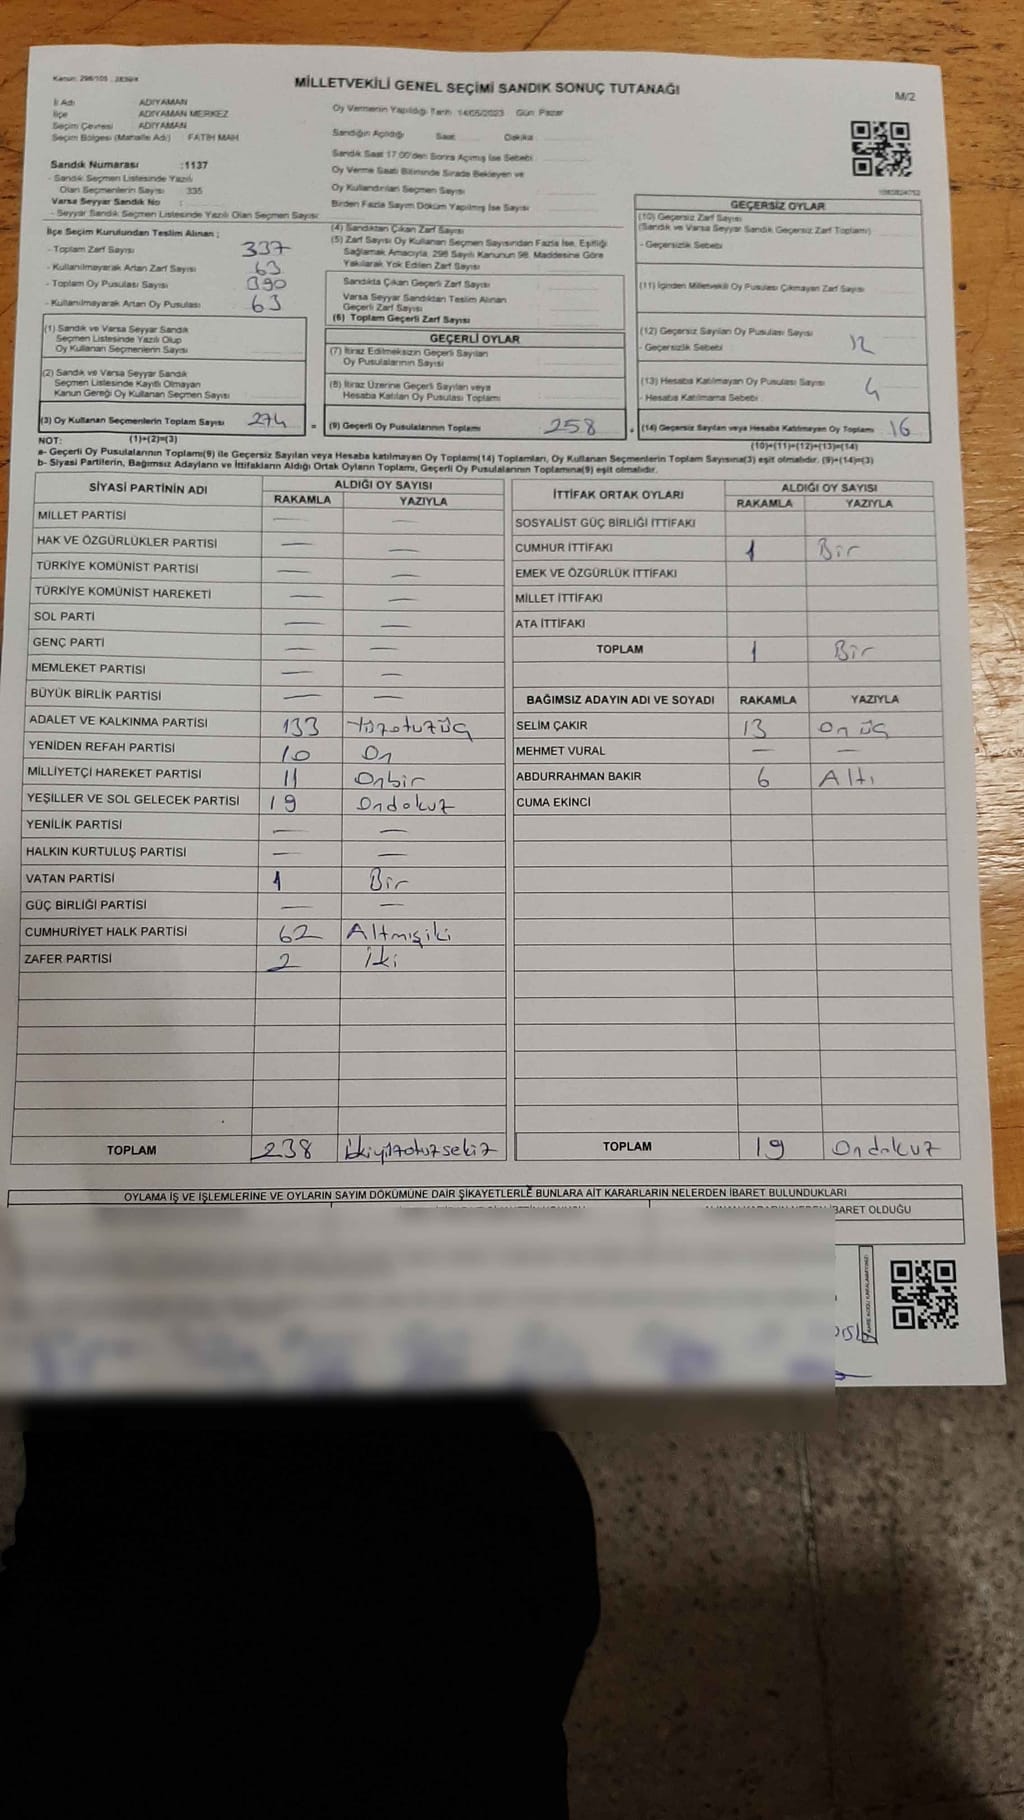 Kanun: 298/105 , 2839/4
MİLLETVEKİLİ GENEL SEÇİMİ SANDIK SONUÇ TUTANAĞI
M/2
İl Adı ADIYAMAN
İlçe ADIYAMAN MERKEZ
Seçim Çevresi ADIYAMAN
Seçim Bölgesi (Mahalle Adı) FATİH MAH
Oy Vermenin Yapıldığı Tarih 14/05/2023 Gün Pazar
Sandığın Açıldığı Saat Dakika
Sandık Saat 17:00'den Sonra Açılmış İse Sebebi
Oy Verme Saati Bitiminde Sırada Bekleyen ve
Oy Kullandırılan Seçmen Sayısı
Birden Fazla Sayım Döküm Yapılmış İse Sayısı
Sandık Numarası :1137
- Sandık Seçmen Listesinde Yazılı
Olan Seçmenlerin Sayısı 335
Varsa Seyyar Sandık No :
- Seyyar Sandık Seçmen Listesinde Yazılı Olan Seçmen Sayısı
İlçe Seçim Kurulundan Teslim Alınan ;
- Toplam Zarf Sayısı 337
- Kullanılmayarak Artan Zarf Sayısı 63
- Toplam Oy Pusulası Sayısı 390
- Kullanılmayarak Artan Oy Pusulası 63
(1) Sandık ve Varsa Seyyar Sandık
Seçmen Listesinde Yazılı Olup
Oy Kullanan Seçmenlerin Sayısı
(2) Sandık ve Varsa Seyyar Sandık
Seçmen Listesinde Kayıtlı Olmayan
Kanun Gereği Oy Kullanan Seçmen Sayısı
(3) Oy Kullanan Seçmenlerin Toplam Sayısı 274
(4) Sandıktan Çıkan Zarf Sayısı
(5) Zarf Sayısı Oy Kullanan Seçmen Sayısından Fazla İse, Eşitliği
Sağlamak Amacıyla, 298 Sayılı Kanunun 98. Maddesine Göre
Yakılarak Yok Edilen Zarf Sayısı
Sandıkta Çıkan Geçerli Zarf Sayısı
Varsa Seyyar Sandıktan Teslim Alınan
Geçerli Zarf Sayısı
(6) Toplam Geçerli Zarf Sayısı
GEÇERLİ OYLAR
(7) İtiraz Edilmeksizin Geçerli Sayılan
Oy Pusulalarının Sayısı
(8) İtiraz Üzerine Geçerli Sayılan veya
Hesaba Katılan Oy Pusulası Toplamı
= (9) Geçerli Oy Pusulalarının Toplamı 258
GEÇERSİZ OYLAR
(10) Geçersiz Zarf Sayısı
(Sandık ve Varsa Seyyar Sandık Geçersiz Zarf Toplamı)
- Geçersizlik Sebebi
(11) İçinden Milletvekili Oy Pusulası Çıkmayan Zarf Sayısı
(12) Geçersiz Sayılan Oy Pusulası Sayısı 12
- Geçersizlik Sebebi
(13) Hesaba Katılmayan Oy Pusulası Sayısı 4
- Hesaba Katılmama Sebebi
+ (14) Geçersiz Sayılan veya Hesaba Katılmayan Oy Toplamı 16
NOT: (1)+(2)=(3) (10)+(11)+(12)+(13)=(14)
a- Geçerli Oy Pusulalarının Toplamı(9) ile Geçersiz Sayılan veya Hesaba katılmayan Oy Toplamı(14) Toplamları, Oy Kullanan Seçmenlerin Toplam Sayısına(3) eşit olmalıdır. (9)+(14)=(3)
b- Siyasi Partilerin, Bağımsız Adayların ve İttifakların Aldığı Ortak Oyların Toplamı, Geçerli Oy Pusulalarının Toplamına(9) eşit olmalıdır.
SİYASİ PARTİNİN ADI ALDIĞI OY SAYISI
RAKAMLA YAZIYLA
MİLLET PARTİSI — —
HAK VE ÖZGÜRLÜKLER PARTİSİ — —
TÜRKİYE KOMÜNİST PARTİSİ — —
TÜRKİYE KOMÜNİST HAREKETİ — —
SOL PARTİ — —
GENÇ PARTİ — —
MEMLEKET PARTİSI — —
BÜYÜK BİRLİK PARTİSİ — —
ADALET VE KALKINMA PARTİSİ 133 Yüzotuzüç
YENİDEN REFAH PARTİSİ 10 On
MİLLİYETÇİ HAREKET PARTİSİ 11 Onbir
YEŞİLLER VE SOL GELECEK PARTİSİ 19 Ondokuz
YENİLİK PARTİSİ — —
HALKIN KURTULUŞ PARTİSI — —
VATAN PARTİSİ 1 Bir
GÜÇ BİRLİĞİ PARTİSİ — —
CUMHURİYET HALK PARTİSİ 62 Altmışiki
ZAFER PARTİSİ 2 İki
TOPLAM 238 İkiyüzotuzsekiz
İTTİFAK ORTAK OYLARI ALDIĞI OY SAYISI
RAKAMLA YAZIYLA
SOSYALİST GÜÇ BİRLİĞİ İTTİFAKI
CUMHUR İTTİFAKI 1 Bir
EMEK VE ÖZGÜRLÜK İTTİFAKI
MİLLET İTTİFAKI
ATA İTTİFAKI
TOPLAM 1 Bir
BAĞIMSIZ ADAYIN ADI VE SOYADI RAKAMLA YAZIYLA
SELİM ÇAKIR 13 On üç
MEHMET VURAL — —
ABDURRAHMAN BAKIR 6 Altı
CUMA EKİNCİ
TOPLAM 19 Ondokuz
OYLAMA İŞ VE İŞLEMLERİNE VE OYLARIN SAYIM DÖKÜMÜNE DAİR ŞİKAYETLERLE BUNLARA AİT KARARLARIN NELERDEN İBARET BULUNDUKLARI
İBARET OLDUĞU